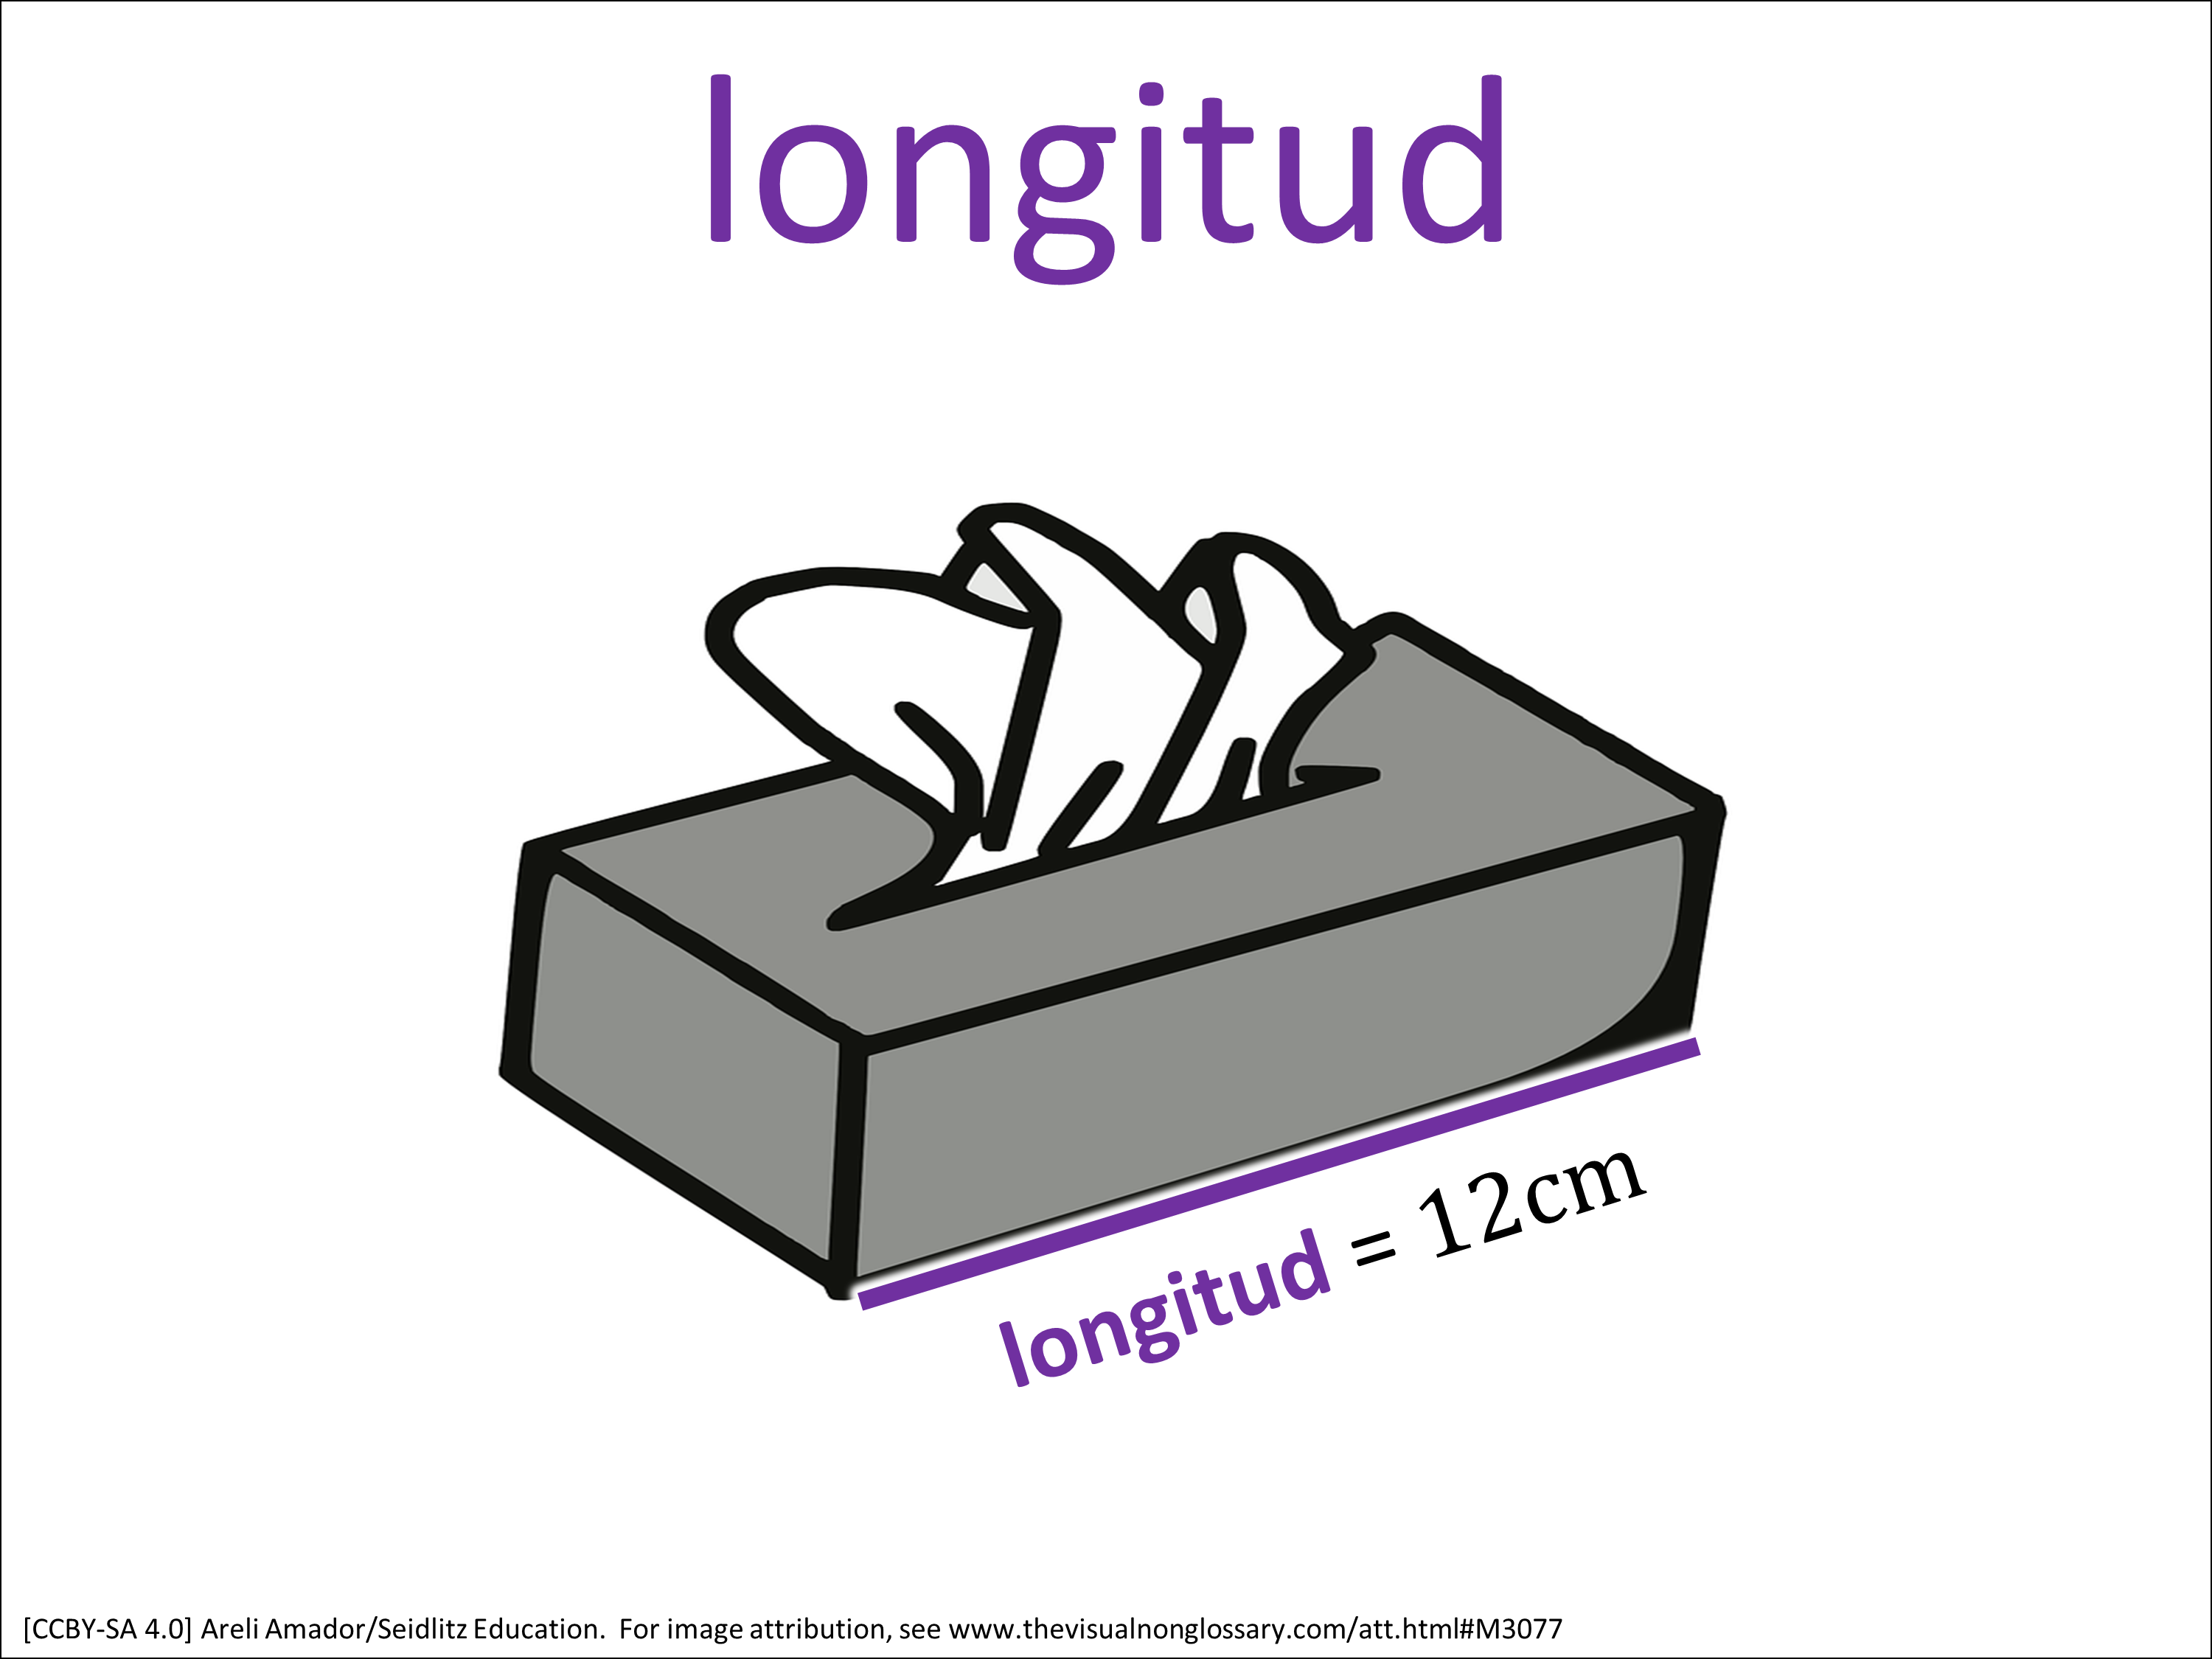 longitud
longitud = 12cm
[CCBY-SA 4.0] Areli Amador/Seidlitz Education.  For image attribution, see www.thevisualnonglossary.com/att.html#M3077